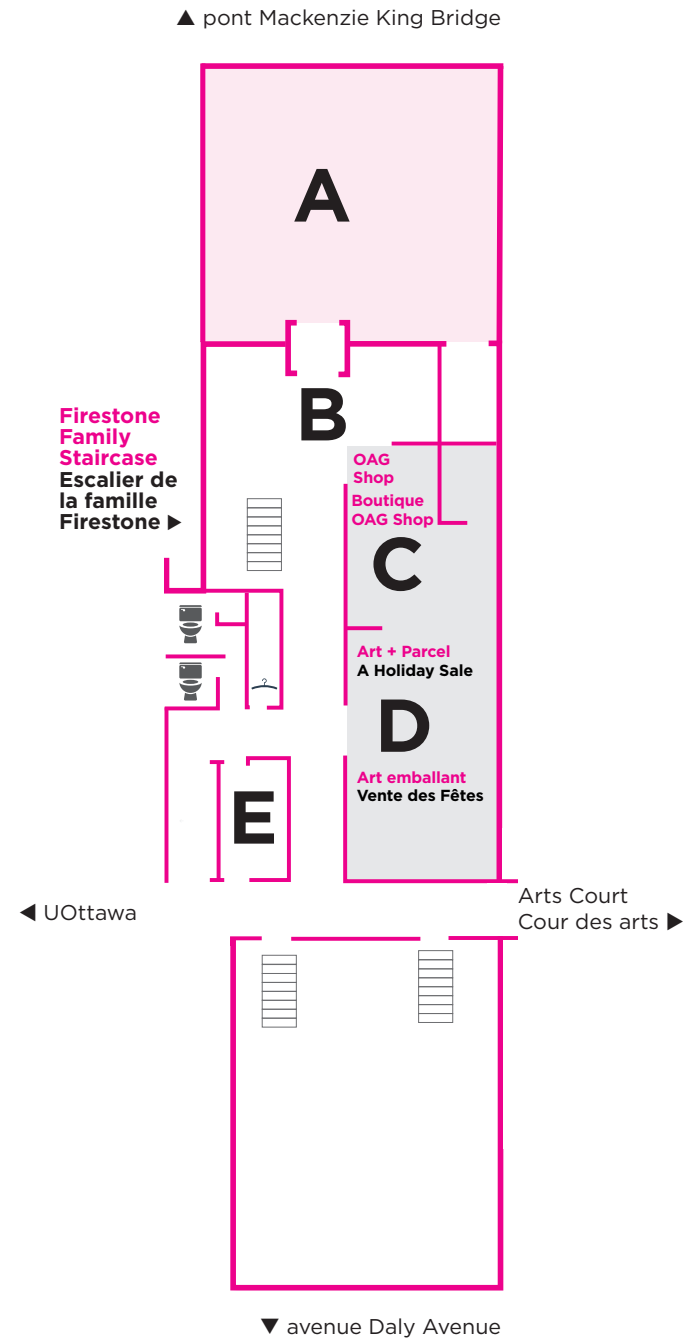 ▲ pont Mackenzie King Bridge
A
B
Firestone
Family
Staircase
Escalier de
la famille
Firestone ▶
OAG
Shop
Boutique
OAG Shop
C
Art + Parcel
A Holiday Sale
D
Art emballant
Vente des Fêtes
E
◀ UOttawa
Arts Court
Cour des arts ▶
▼ avenue Daly Avenue